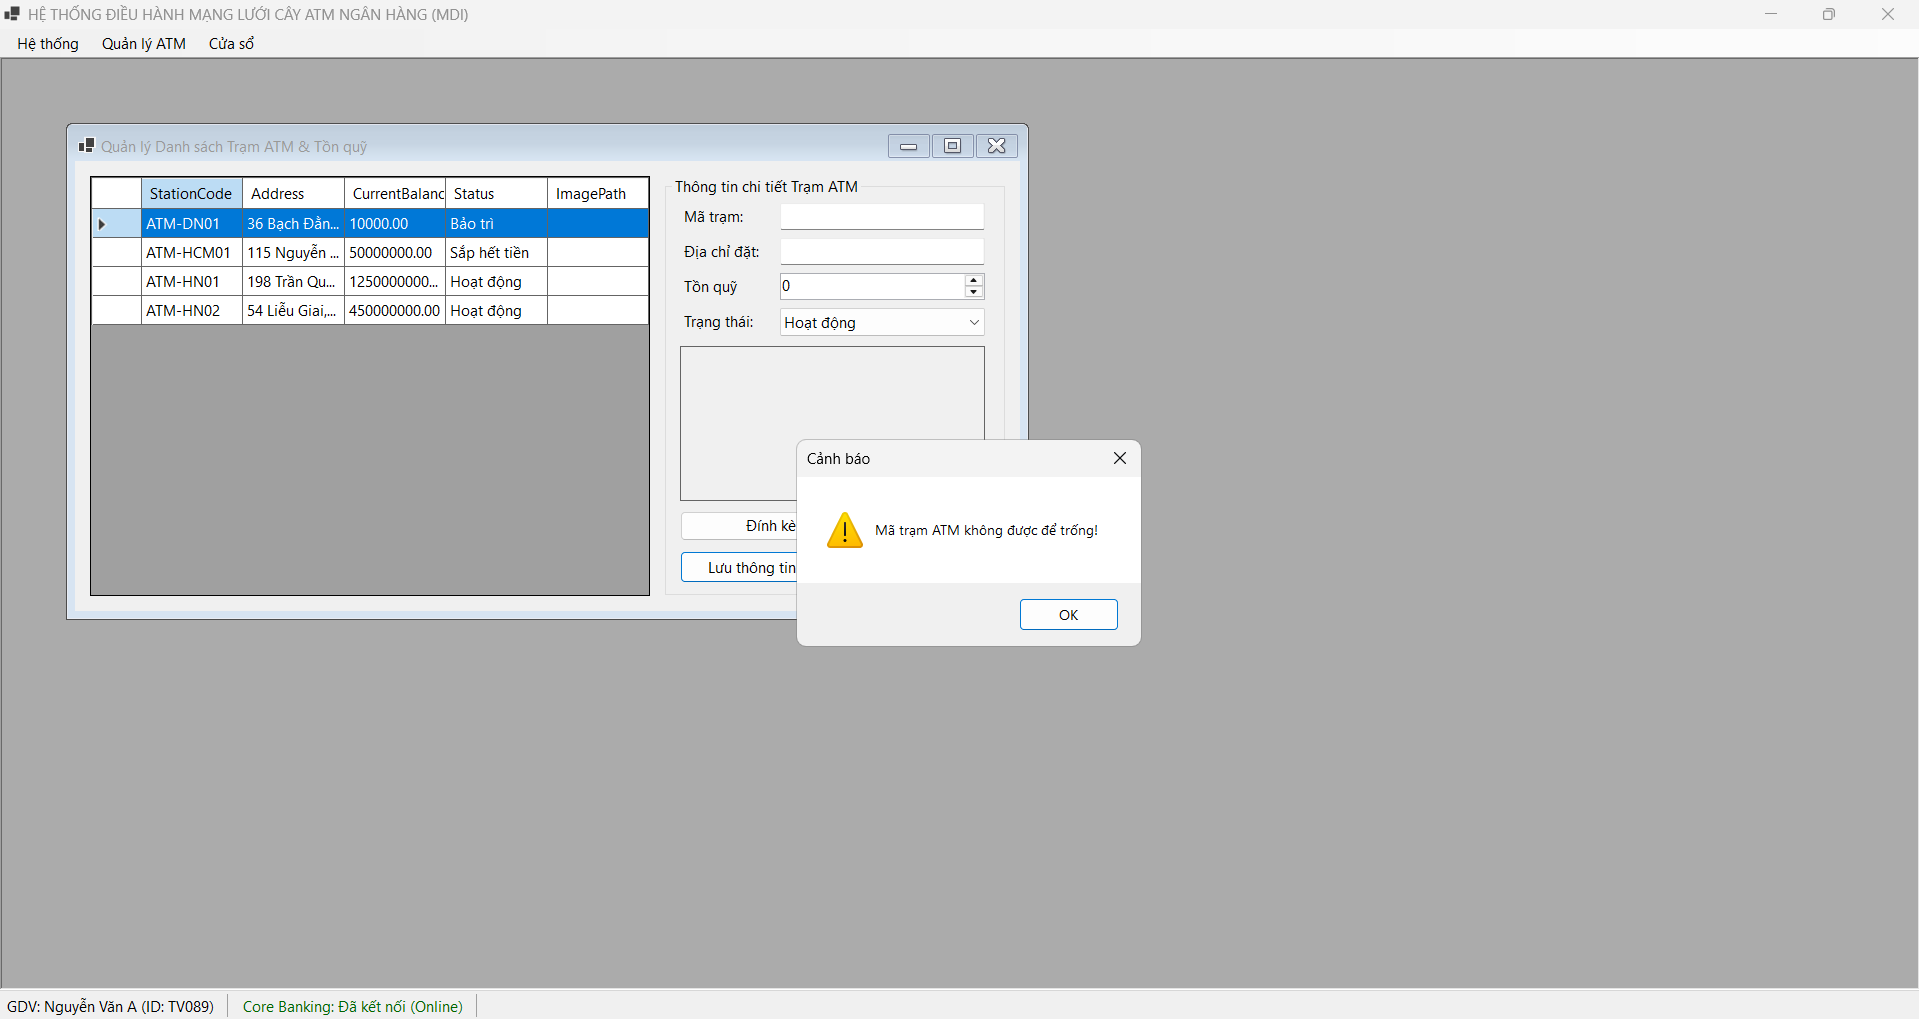 HỆ THỐNG ĐIỀU HÀNH MẠNG LƯỚI CÂY ATM NGÂN HÀNG (MDI)
Hệ thống Quản lý ATM Cửa sổ
Quản lý Danh sách Trạm ATM & Tồn quỹ
StationCode Address CurrentBalanc Status ImagePath
ATM-DN01 36 Bạch Đằn... 10000.00 Bảo trì
ATM-HCM01 115 Nguyễn ... 50000000.00 Sắp hết tiền
ATM-HN01 198 Trần Qu... 1250000000... Hoạt động
ATM-HN02 54 Liễu Giai,... 450000000.00 Hoạt động
Thông tin chi tiết Trạm ATM
Mã trạm:
Địa chỉ đặt:
Tồn quỹ 0
Trạng thái: Hoạt động
Đính kè
Lưu thông tin
Cảnh báo
Mã trạm ATM không được để trống!
OK
GDV: Nguyễn Văn A (ID: TV089) Core Banking: Đã kết nối (Online)